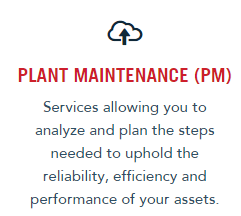 PLANT MAINTENANCE (PM)
Services allowing you to
analyze and plan the steps
needed to uphold the
reliability, efficiency and
performance of your assets.